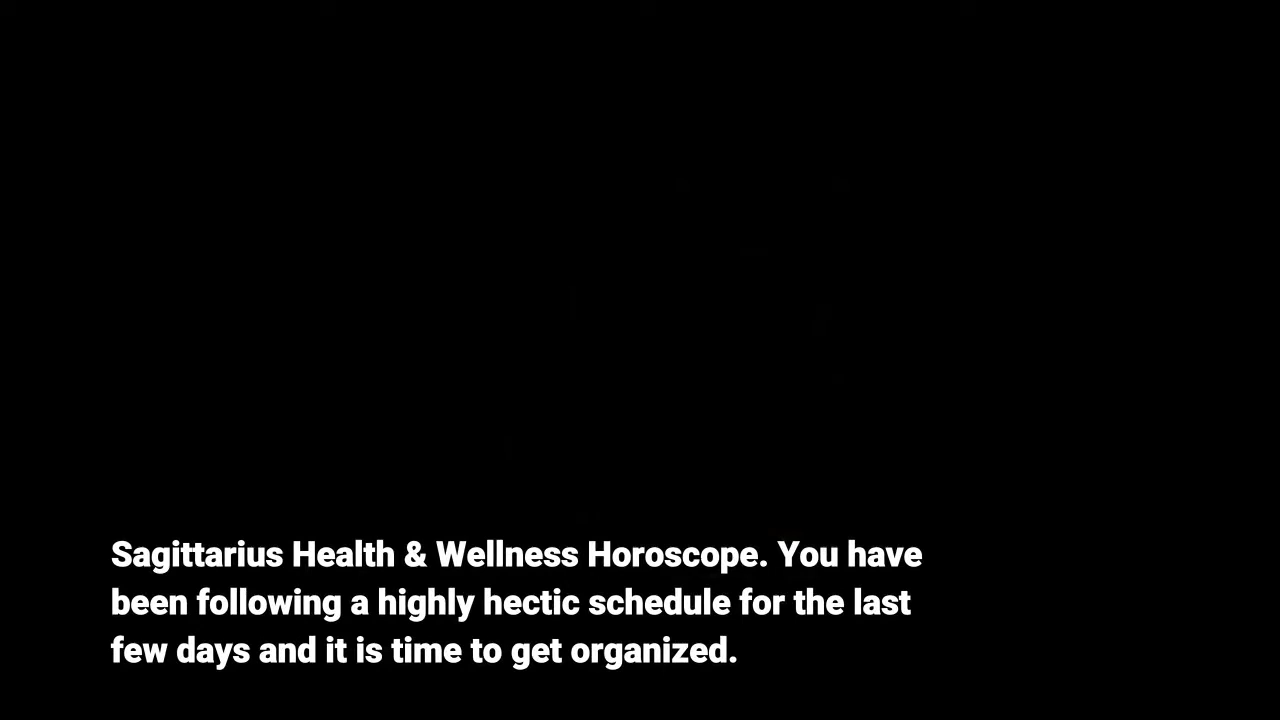 Sagittarius Health & Wellness Horoscope. You have
been following a highly hectic schedule for the last
few days and it is time to get organized.